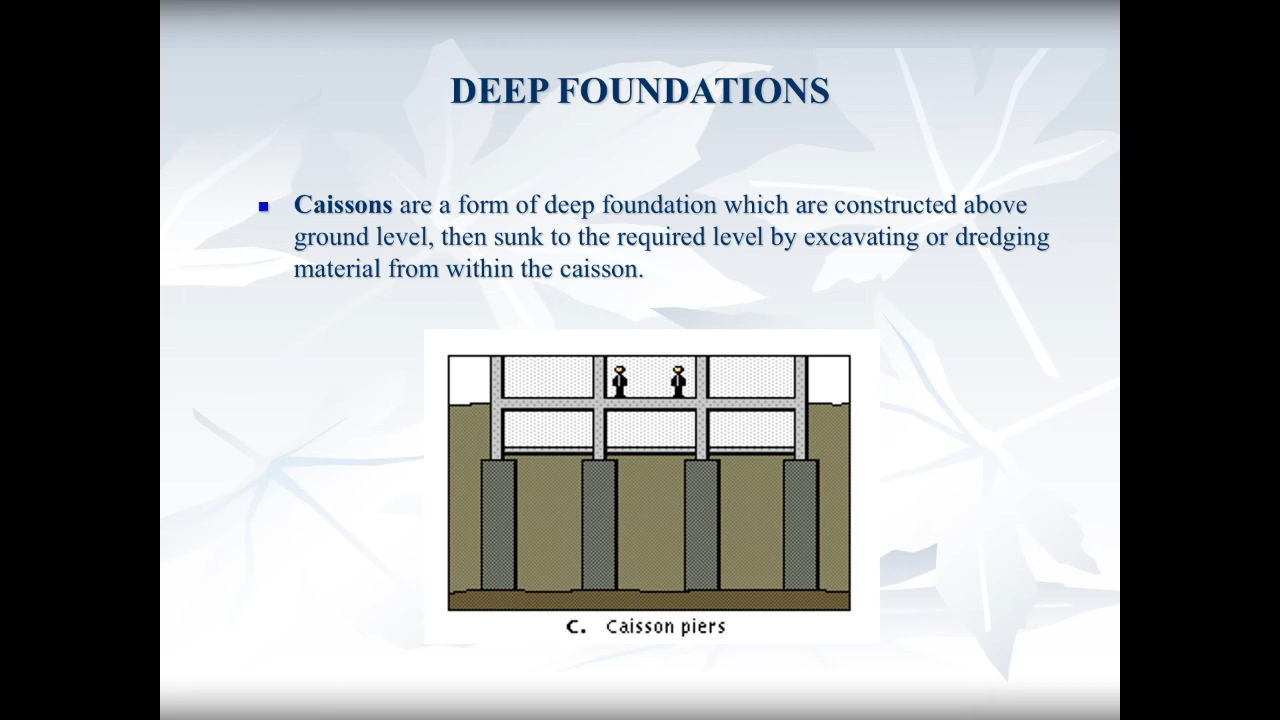 DEEP FOUNDATIONS
Caissons are a form of deep foundation which are constructed above
ground level, then sunk to the required level by excavating or dredging
material from within the caisson.
C. Caisson piers